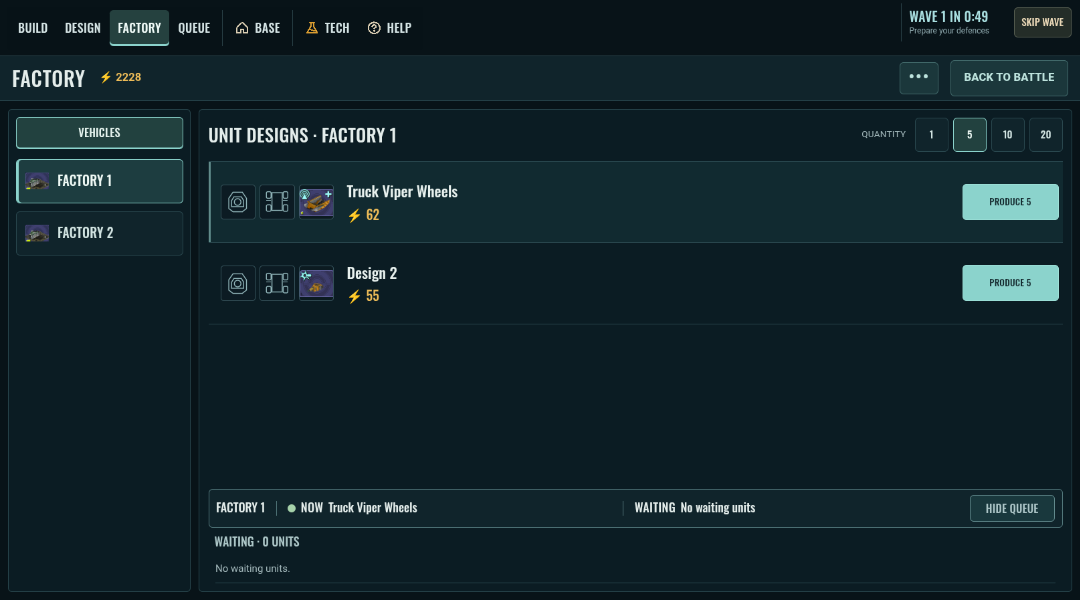 BUILD DESIGN FACTORY QUEUE BASE TECH HELP
WAVE 1 IN 0:49
Prepare your defences
SKIP WAVE
FACTORY 2228
BACK TO BATTLE
VEHICLES
FACTORY 1
FACTORY 2
UNIT DESIGNS · FACTORY 1
QUANTITY 1 5 10 20
Truck Viper Wheels
62
PRODUCE 5
Design 2
55
PRODUCE 5
FACTORY 1 NOW Truck Viper Wheels WAITING No waiting units HIDE QUEUE
WAITING · 0 UNITS
No waiting units.